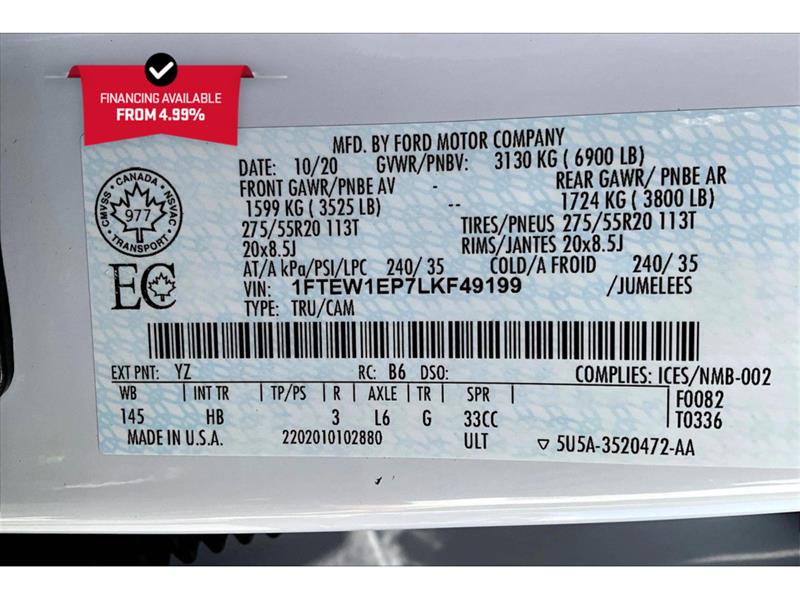 FINANCING AVAILABLE
FROM 4.99%
MFD. BY FORD MOTOR COMPANY
DATE: 10/20 GVWR/PNBV: 3130 KG ( 6900 LB)
FRONT GAWR/PNBE AV - REAR GAWR/ PNBE AR
1599 KG ( 3525 LB) -- 1724 KG ( 3800 LB)
275/55R20 113T TIRES/PNEUS 275/55R20 113T
20x8.5J RIMS/JANTES 20x8.5J
AT/A kPa/PSI/LPC 240/ 35 COLD/A FROID 240/ 35
VIN: 1FTEW1EP7LKF49199 /JUMELEES
TYPE: TRU/CAM
CANADA
CMVSS NSVAC
977
TRANSPORT
EC
EXT PNT: YZ RC: B6 DSO: COMPLIES: ICES/NMB-002
WB | INT TR | TP/PS | R | AXLE | TR | SPR F0082
145 HB 3 L6 G 33CC T0336
MADE IN U.S.A. 2202010102880 ULT ▽ 5U5A-3520472-AA